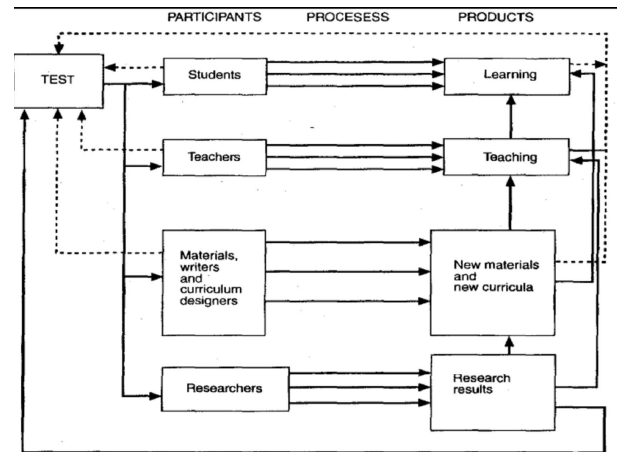 PARTICIPANTS PROCESESS PRODUCTS
TEST
Students
Learning
Teachers
Teaching
Materials,
writers
and
curriculum
designers
New materials
and
new curricula
Researchers
Research
results